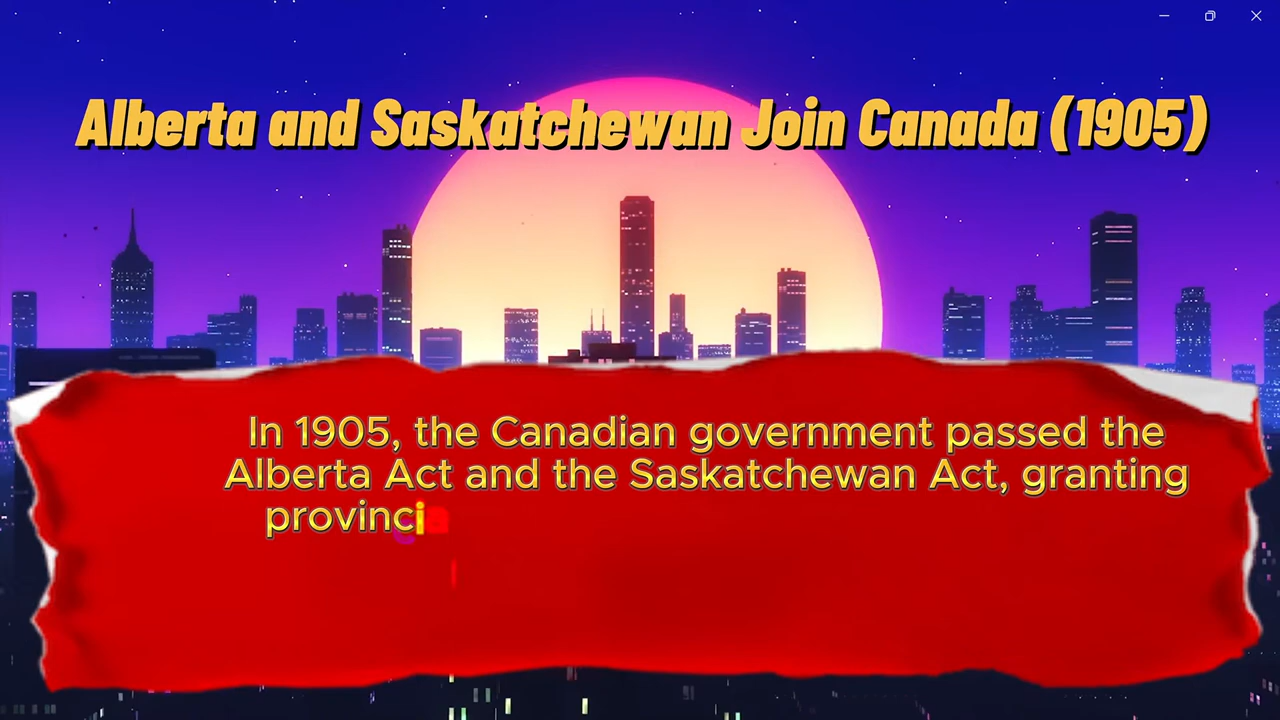 Alberta and Saskatchewan Join Canada (1905)
In 1905, the Canadian government passed the
Alberta Act and the Saskatchewan Act, granting